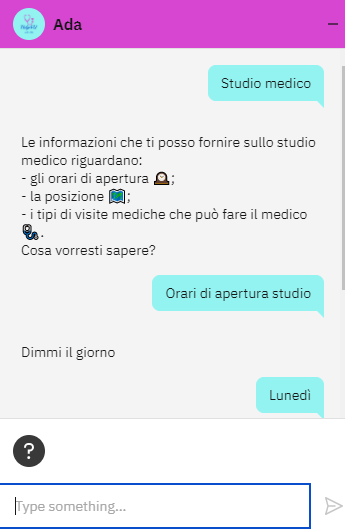 Ada
Studio medico
Le informazioni che ti posso fornire sullo studio
medico riguardano:
- gli orari di apertura 🕰️;
- la posizione 🗺️;
- i tipi di visite mediche che può fare il medico
🩺.
Cosa vorresti sapere?
Orari di apertura studio
Dimmi il giorno
Lunedì
?
Type something...